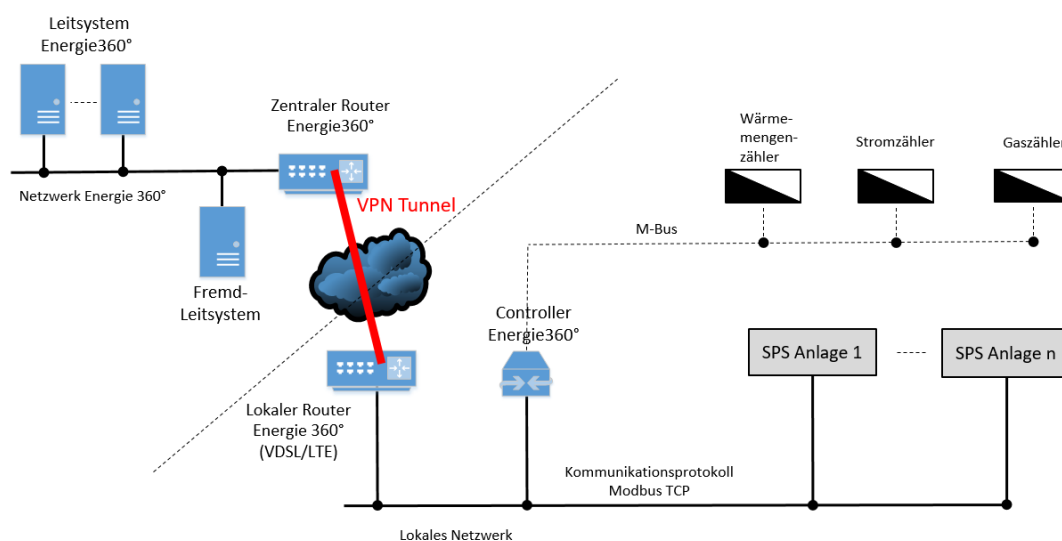 Leitsystem
Energie360°
Zentraler Router
Energie360°
Wärme-
mengen-
zähler
Stromzähler
Gaszähler
Netzwerk Energie 360°
VPN Tunnel
M-Bus
Fremd-
Leitsystem
Controller
Energie360°
SPS Anlage 1
SPS Anlage n
Lokaler Router
Energie 360°
(VDSL/LTE)
Kommunikationsprotokoll
Modbus TCP
Lokales Netzwerk